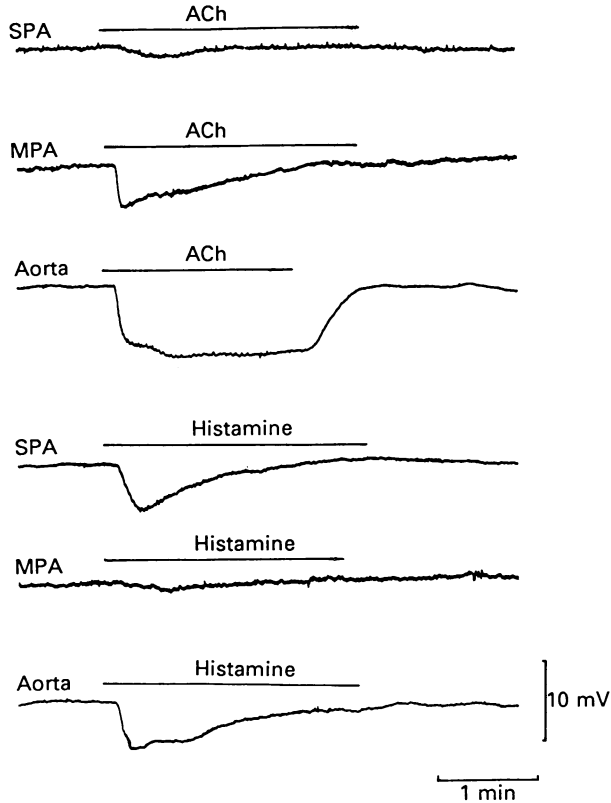 ACh
SPA
ACh
MPA
ACh
Aorta
Histamine
SPA
Histamine
MPA
Histamine
Aorta
10 mV
1 min